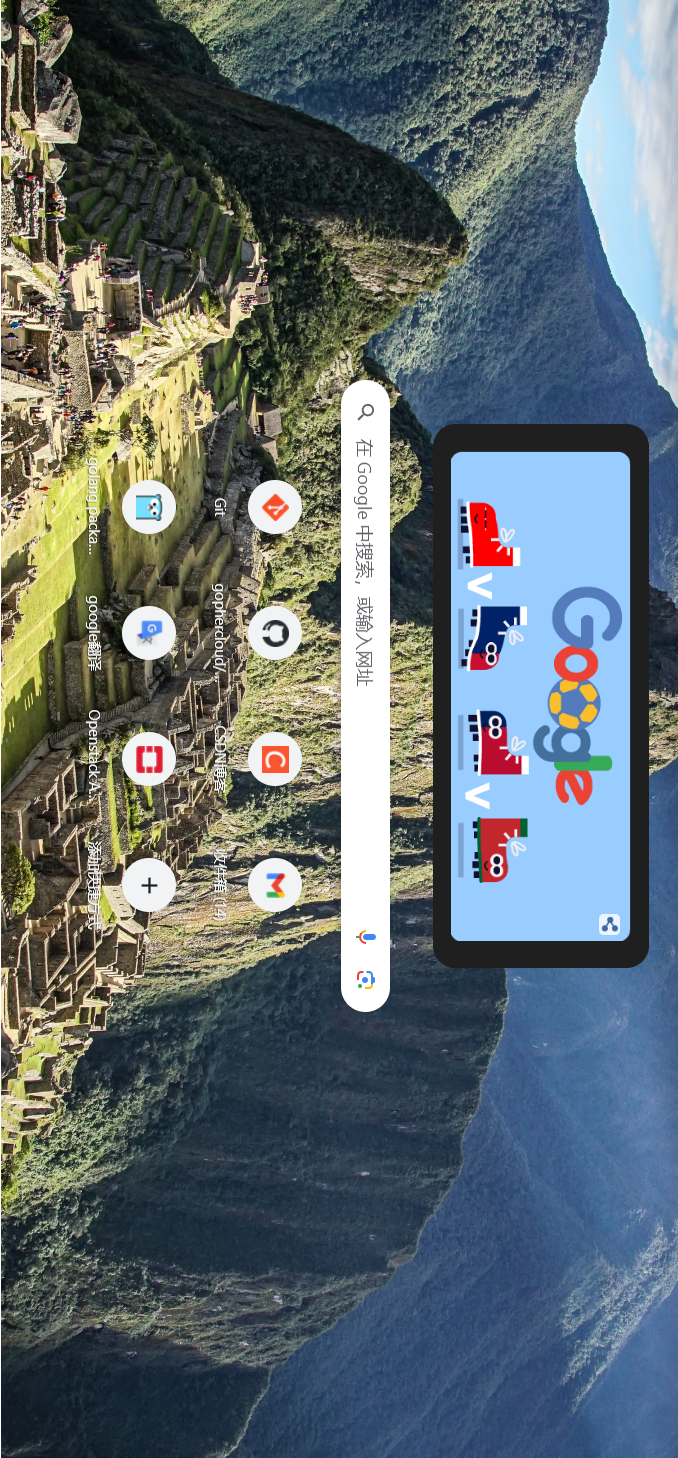 Google
V V
在 Google 中搜索，或输入网址
Git
gophercloud/...
CSDN博客
收件箱 (14)
golang packa...
google翻译
Openstack A...
添加快捷方式